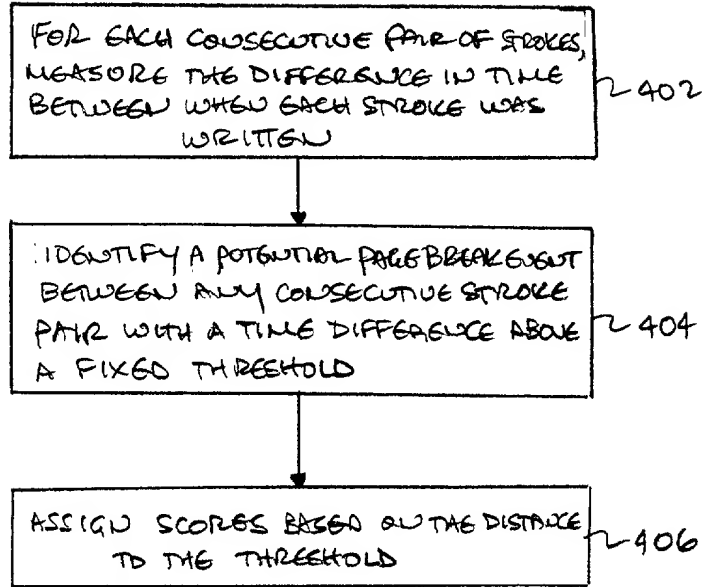 FOR EACH CONSECUTIVE PAIR OF STROKES,
MEASURE THE DIFFERENCE IN TIME
BETWEEN WHEN EACH STROKE WAS
WRITTEN
402
IDENTIFY A POTENTIAL PAGE BREAK EVENT
BETWEEN ANY CONSECUTIVE STROKE
PAIR WITH A TIME DIFFERENCE ABOVE
A FIXED THRESHOLD
404
ASSIGN SCORES BASED ON THE DISTANCE
TO THE THRESHOLD
406